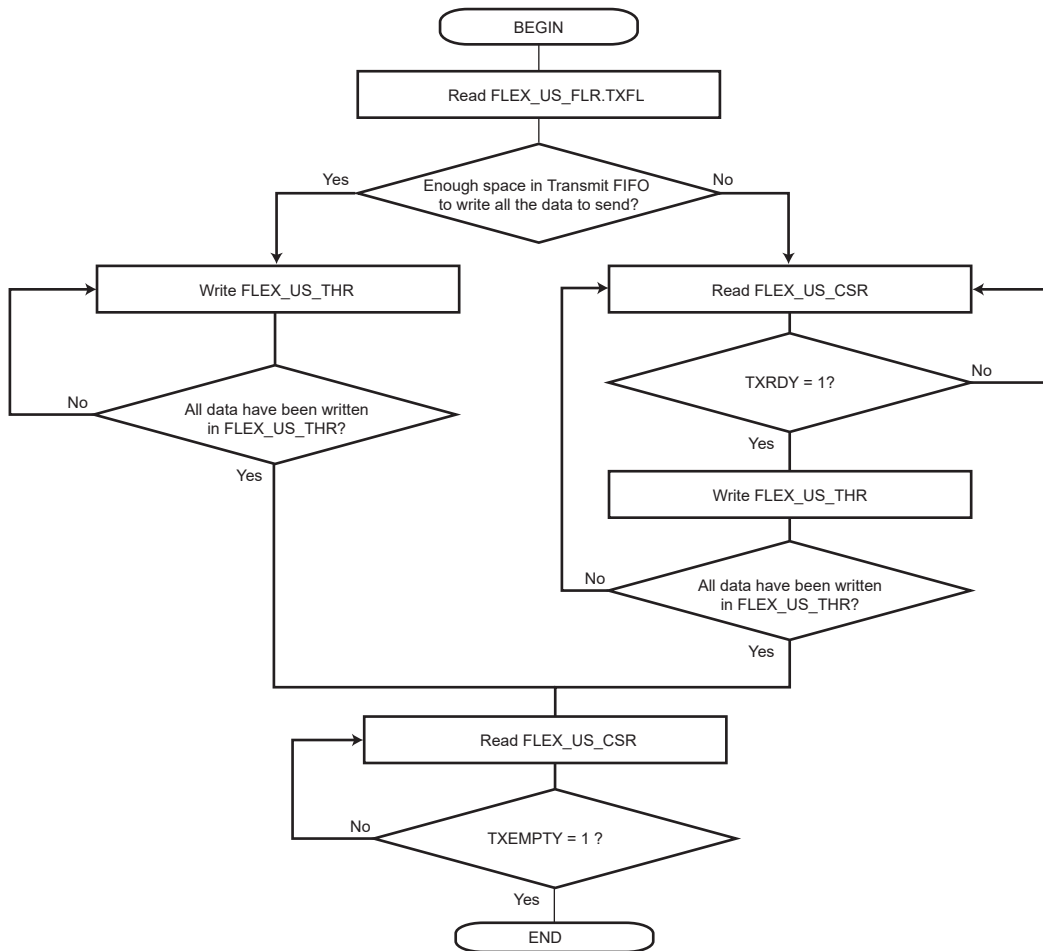 BEGIN
Read FLEX_US_FLR.TXFL
Yes
Enough space in Transmit FIFO
to write all the data to send?
No
Write FLEX_US_THR
Read FLEX_US_CSR
TXRDY = 1?
No
No
All data have been written
in FLEX_US_THR?
Yes
Yes
Write FLEX_US_THR
No
All data have been written
in FLEX_US_THR?
Yes
Read FLEX_US_CSR
No
TXEMPTY = 1 ?
Yes
END